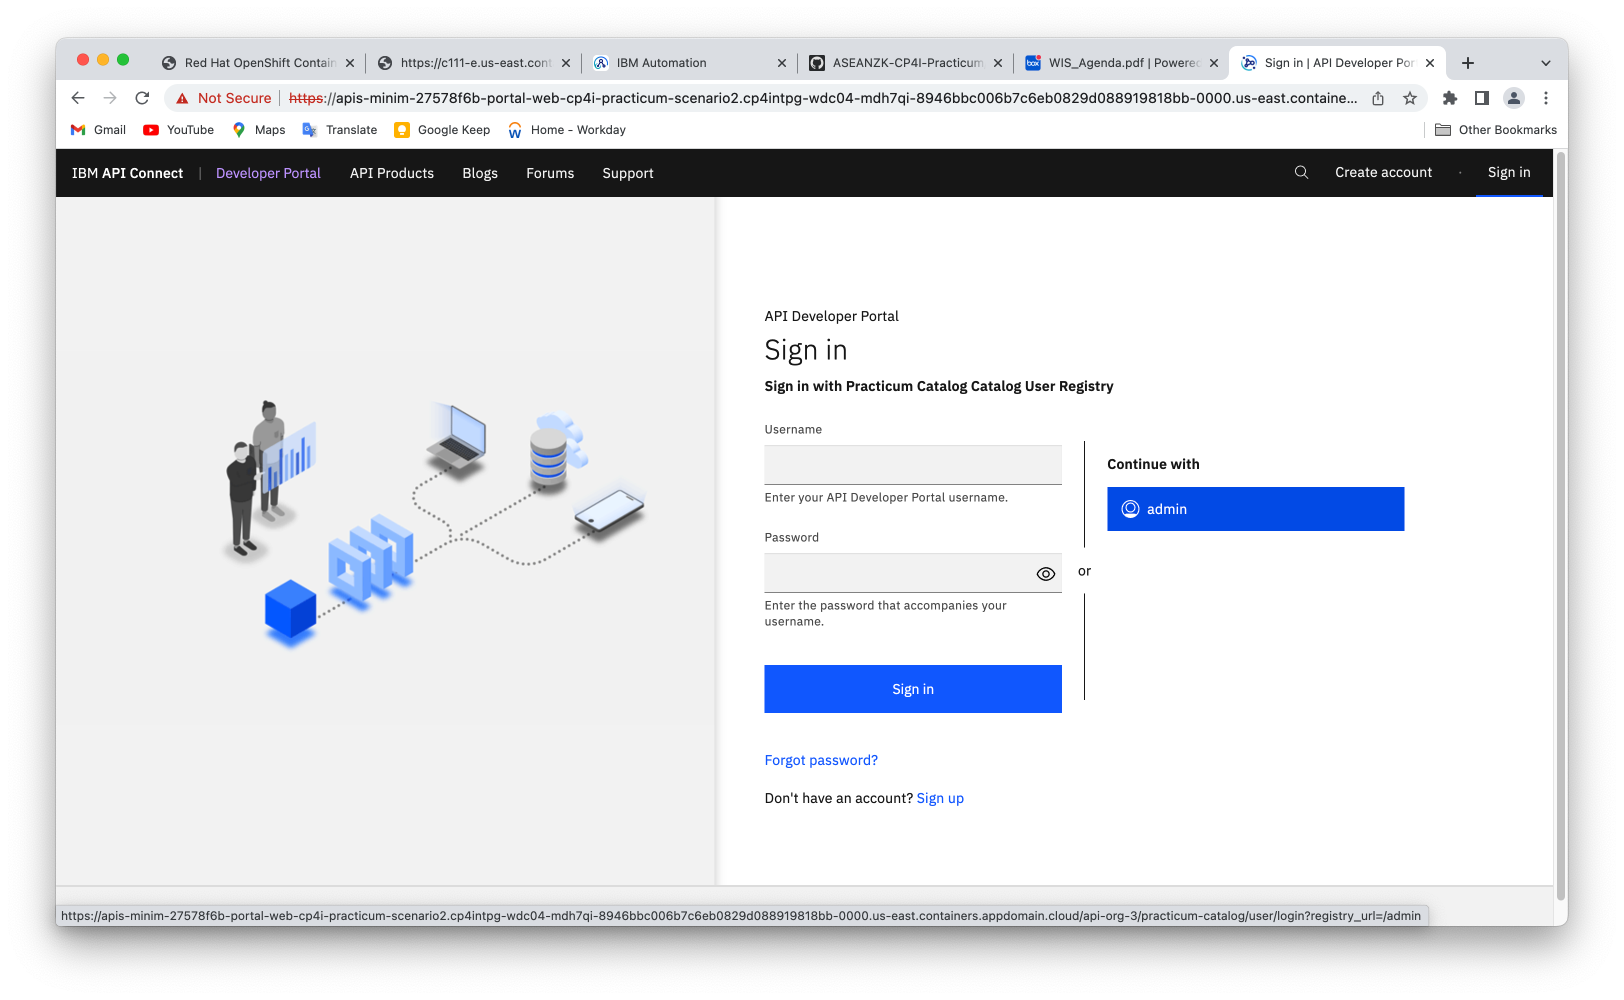 Red Hat OpenShift Contain
https://c111-e.us-east.cont
IBM Automation
ASEANZK-CP4I-Practicum
WIS_Agenda.pdf | Powered
Sign in | API Developer Por
Not Secure https://apis-minim-27578f6b-portal-web-cp4i-practicum-scenario2.cp4intpg-wdc04-mdh7qi-8946bbc006b7c6eb0829d088919818bb-0000.us-east.containe...
Gmail YouTube Maps Translate Google Keep Home - Workday Other Bookmarks
IBM API Connect | Developer Portal API Products Blogs Forums Support Create account · Sign in
API Developer Portal
Sign in
Sign in with Practicum Catalog Catalog User Registry
Username
Enter your API Developer Portal username.
Password
Enter the password that accompanies your
username.
Sign in
or
Continue with
admin
Forgot password?
Don't have an account? Sign up
https://apis-minim-27578f6b-portal-web-cp4i-practicum-scenario2.cp4intpg-wdc04-mdh7qi-8946bbc006b7c6eb0829d088919818bb-0000.us-east.containers.appdomain.cloud/api-org-3/practicum-catalog/user/login?registry_url=/admin